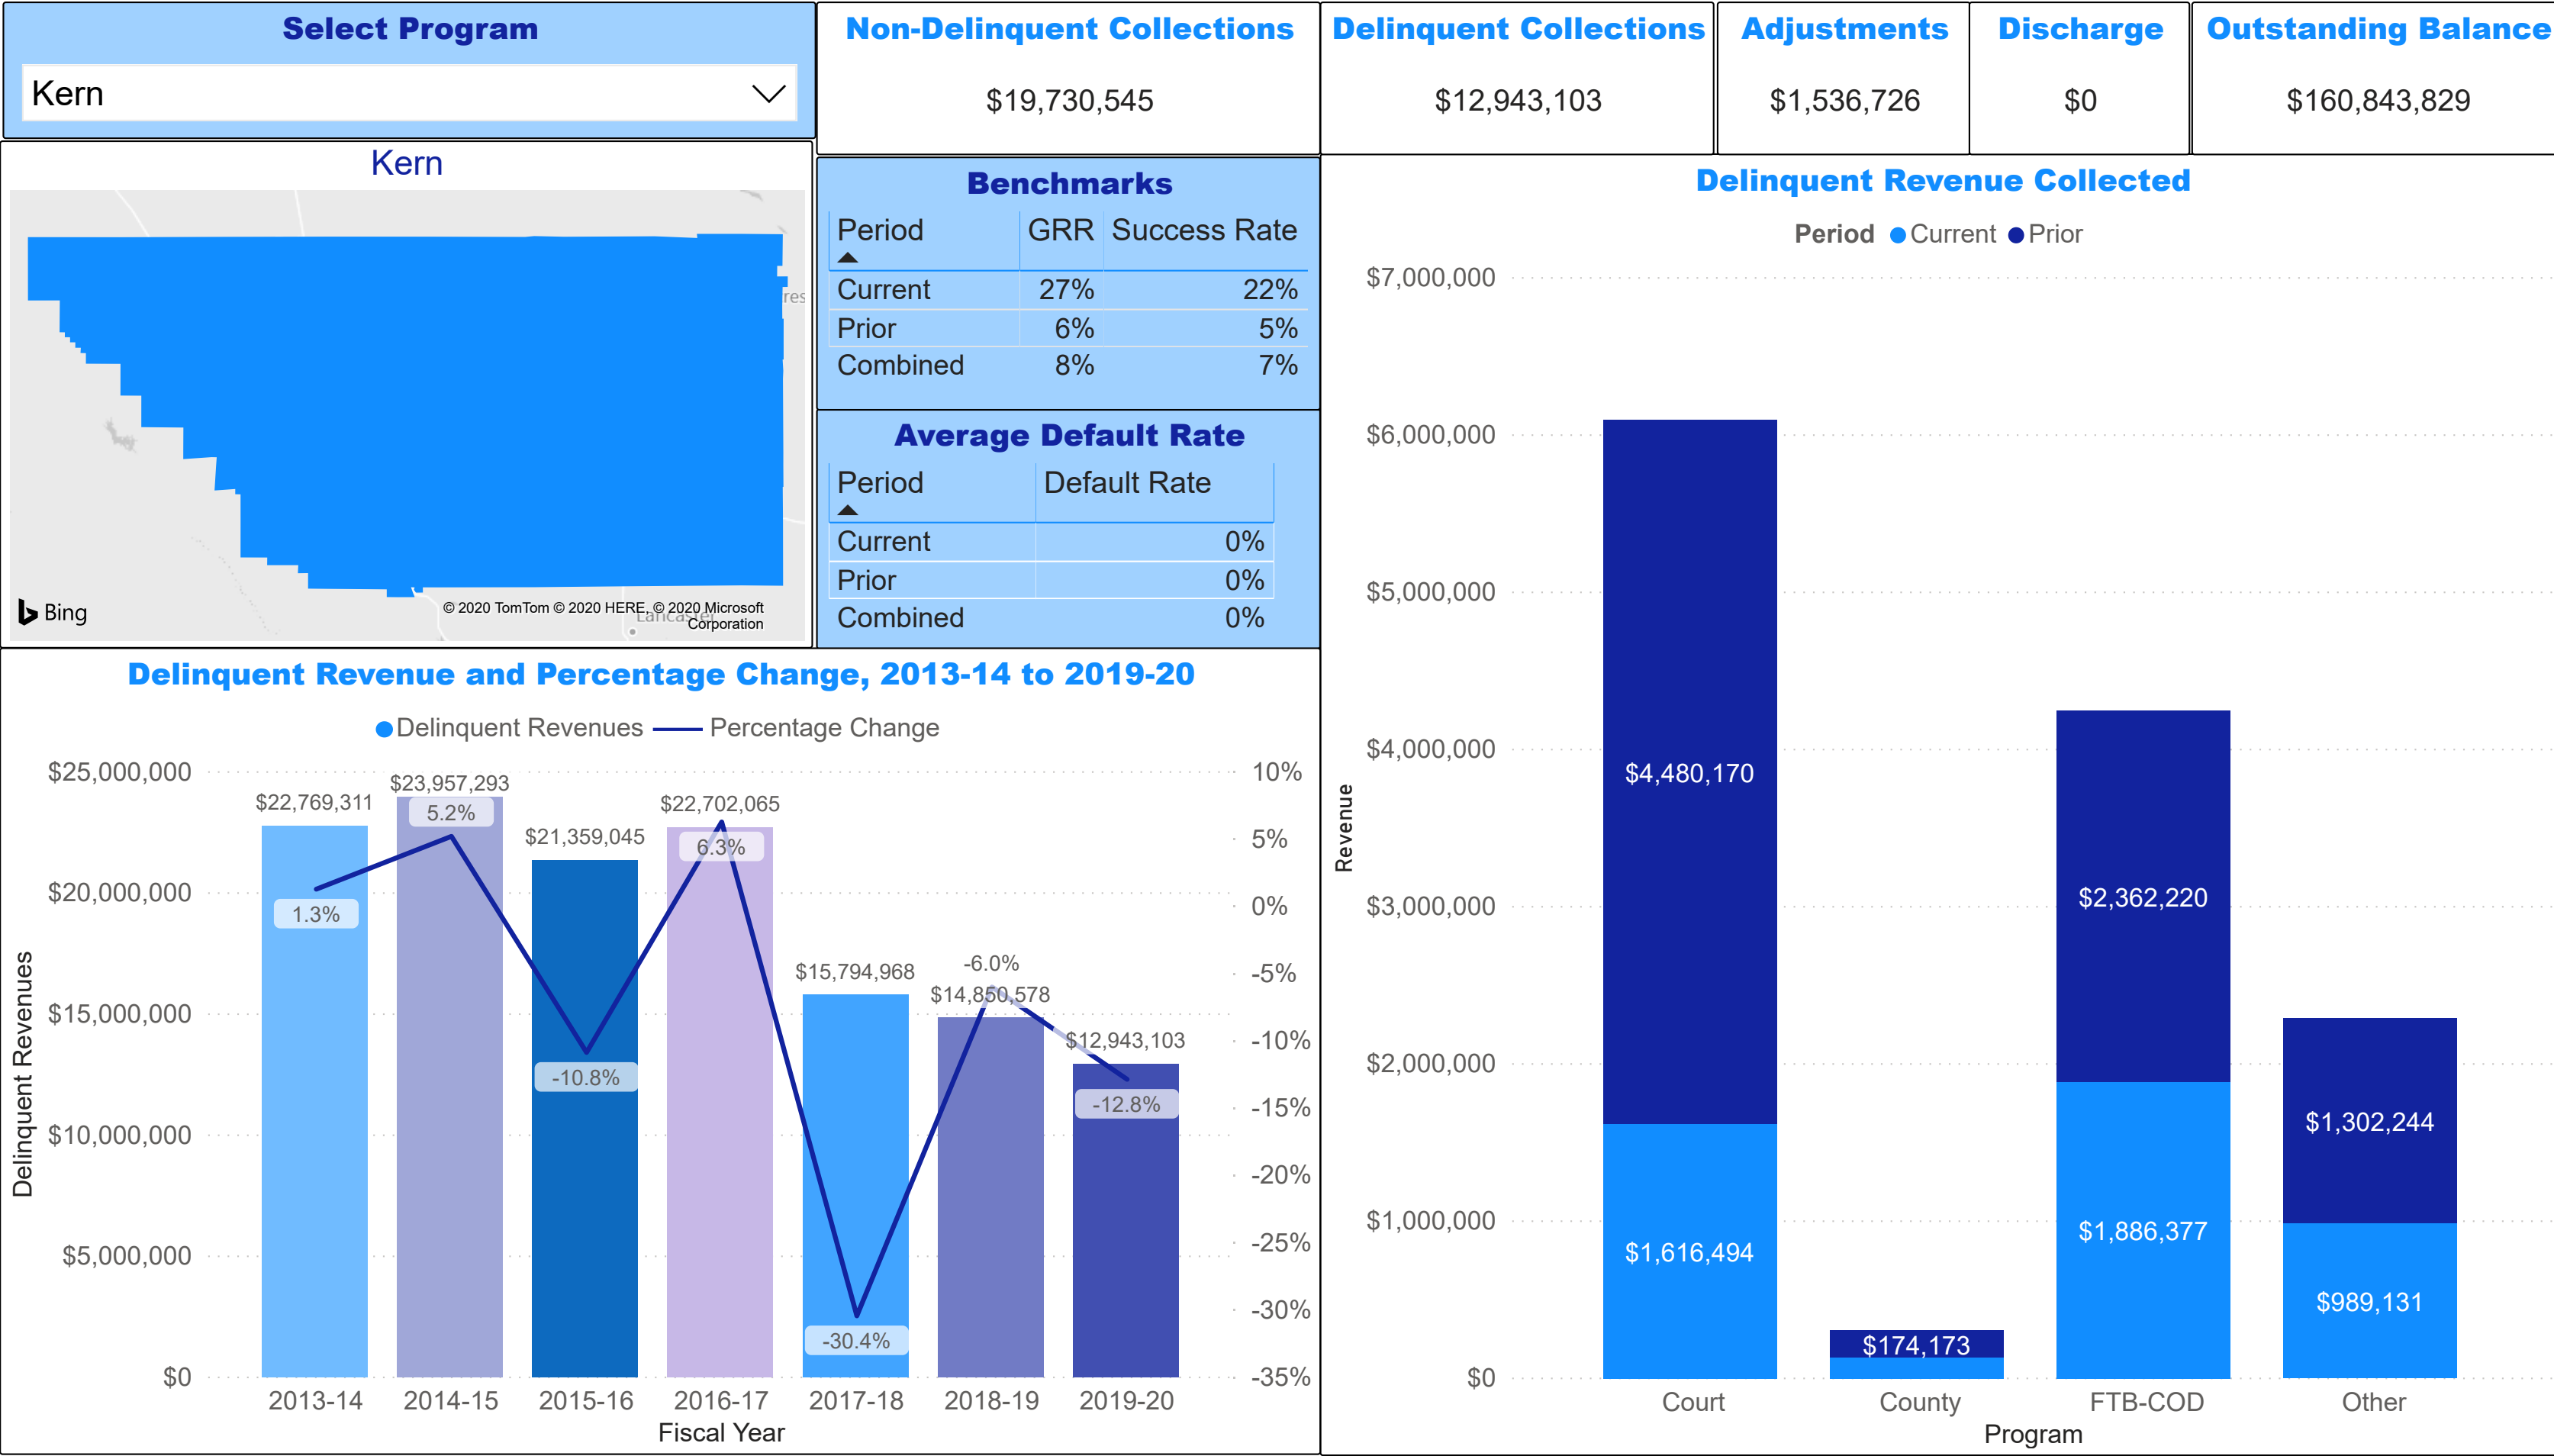 Select Program
Kern
Non-Delinquent Collections
$19,730,545
Delinquent Collections
$12,943,103
Adjustments
$1,536,726
Discharge
$0
Outstanding Balance
$160,843,829
Kern
Bing
© 2020 TomTom © 2020 HERE, © 2020 Microsoft
Corporation
Lancaster
Benchmarks
Period GRR Success Rate
Current 27% 22%
Prior 6% 5%
Combined 8% 7%
Average Default Rate
Period Default Rate
Current 0%
Prior 0%
Combined 0%
Delinquent Revenue and Percentage Change, 2013-14 to 2019-20
Delinquent Revenues Percentage Change
Delinquent Revenues
$25,000,000
$20,000,000
$15,000,000
$10,000,000
$5,000,000
$0
$22,769,311
$23,957,293
$21,359,045
$22,702,065
$15,794,968
$14,850,578
$12,943,103
1.3%
5.2%
-10.8%
6.3%
-30.4%
-6.0%
-12.8%
10%
5%
0%
-5%
-10%
-15%
-20%
-25%
-30%
-35%
2013-14 2014-15 2015-16 2016-17 2017-18 2018-19 2019-20
Fiscal Year
Delinquent Revenue Collected
Period Current Prior
Revenue
$7,000,000
$6,000,000
$5,000,000
$4,000,000
$3,000,000
$2,000,000
$1,000,000
$0
$4,480,170
$1,616,494
$174,173
$2,362,220
$1,886,377
$1,302,244
$989,131
Court County FTB-COD Other
Program